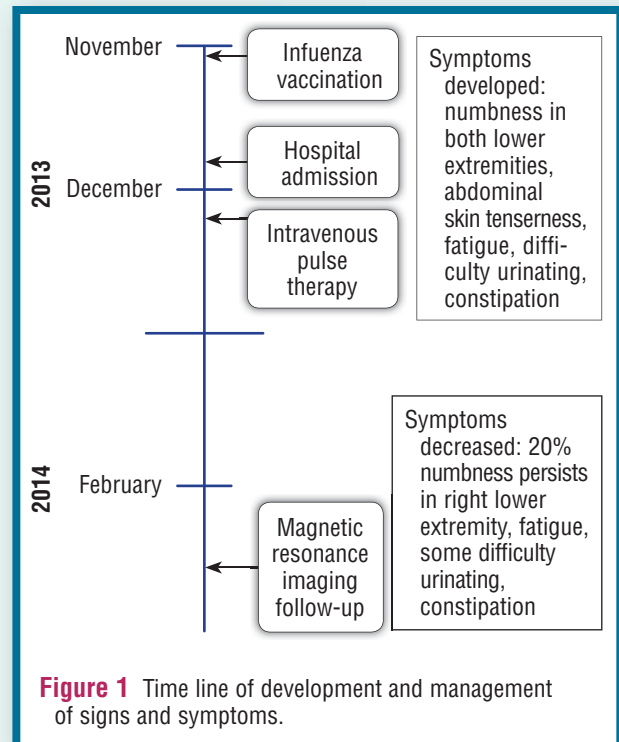 November
Infuenza
vaccination
Symptoms
developed:
numbness in
both lower
extremities,
abdominal
skin tenserness,
fatigue, diffi-
culty urinating,
constipation
2013
Hospital
admission
December
Intravenous
pulse
therapy
2014
February
Magnetic
resonance
imaging
follow-up
Symptoms
decreased: 20%
numbness persists
in right lower
extremity, fatigue,
some difficulty
urinating,
constipation
Figure 1 Time line of development and management
of signs and symptoms.